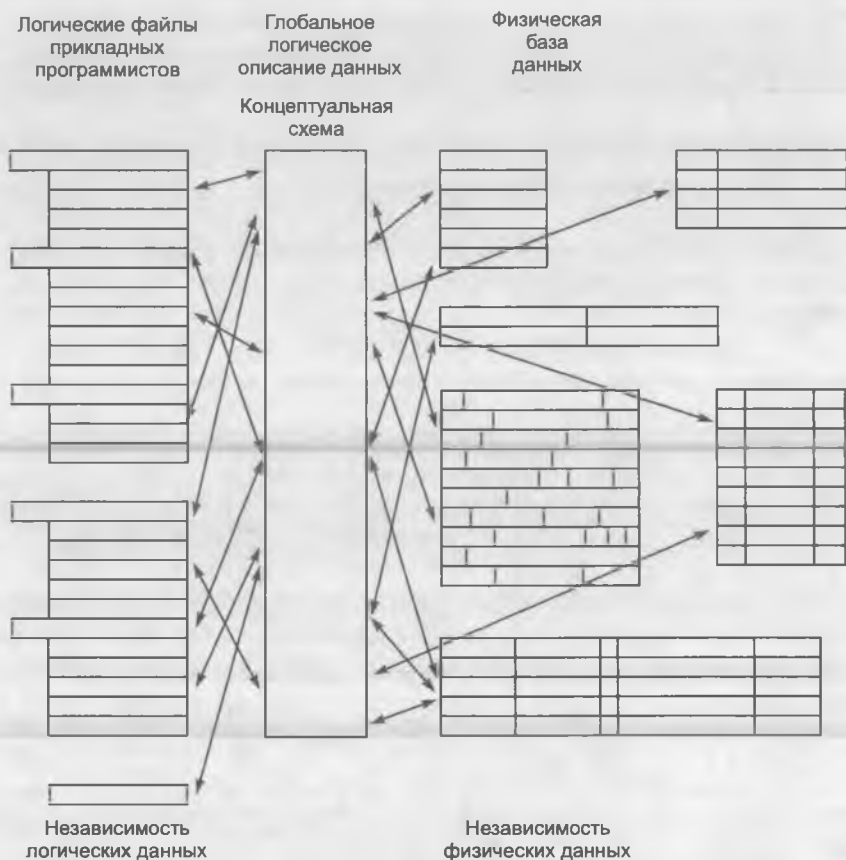 Логические файлы
прикладных
программистов
Глобальное
логическое
описание данных
Концептуальная
схема
Физическая
база
данных
Независимость
логических данных
Независимость
физических данных